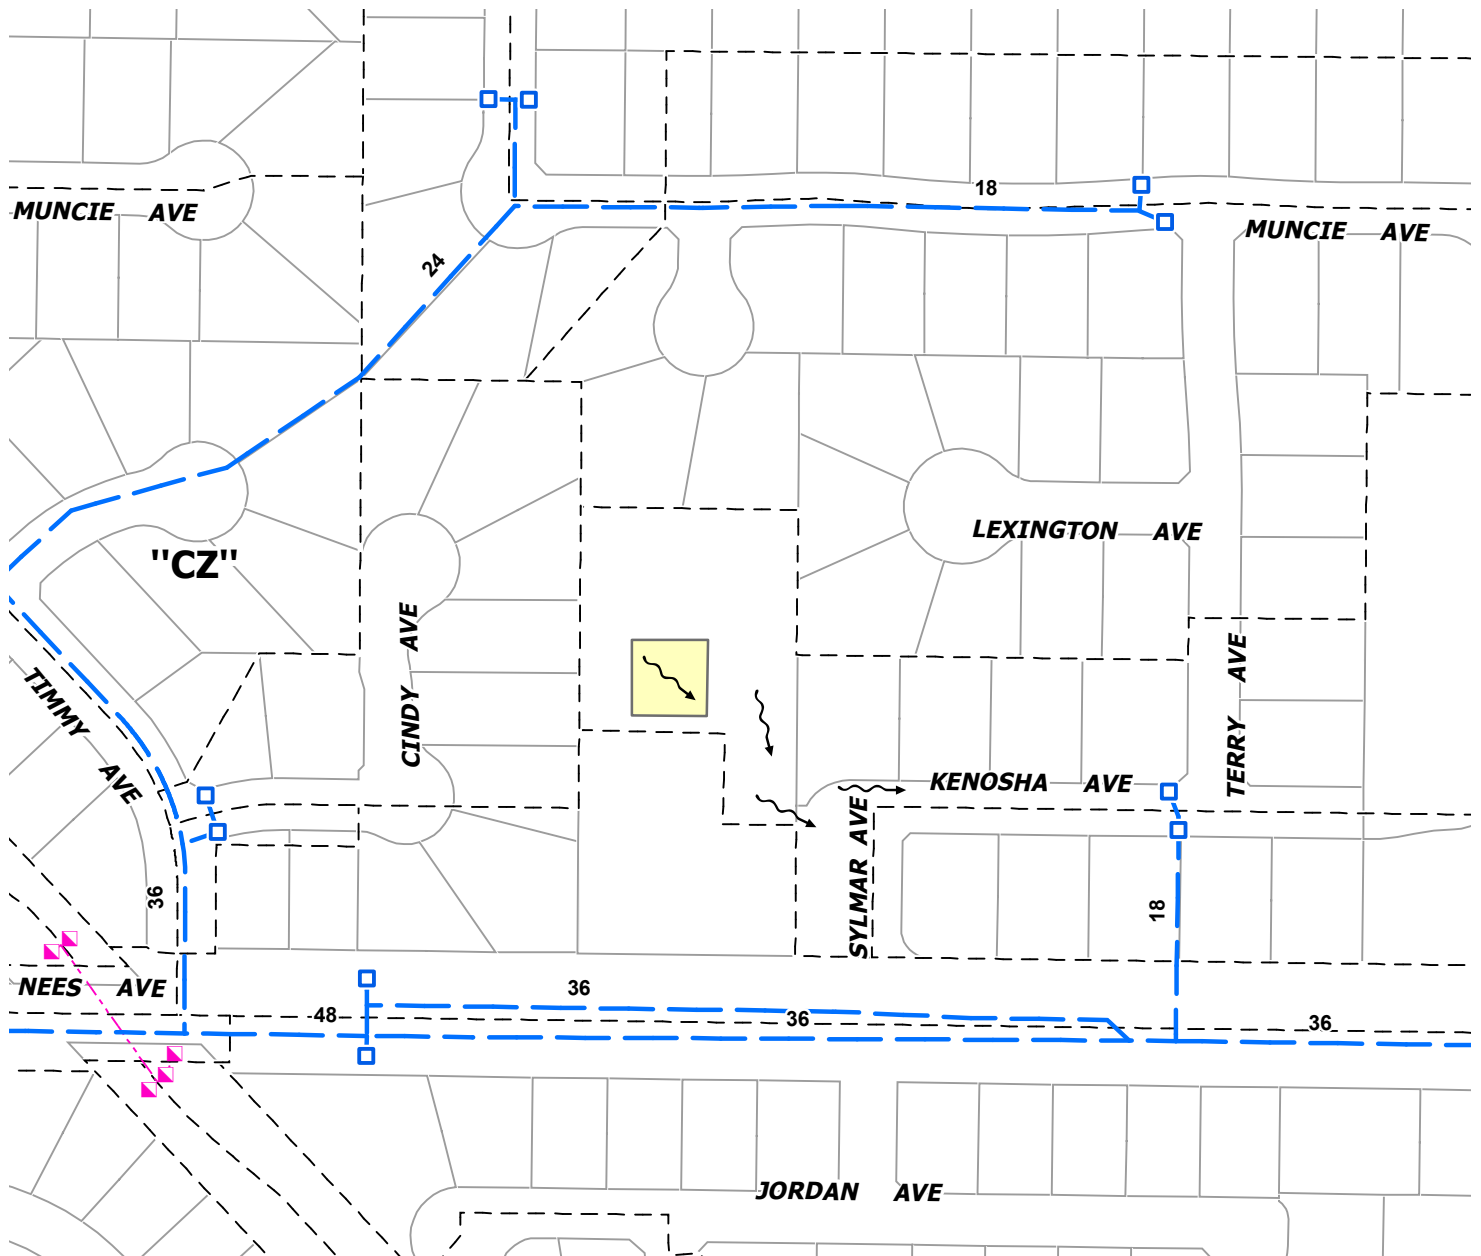 18
MUNCIE AVE
MUNCIE AVE
24
LEXINGTON AVE
"CZ"
CINDY AVE
TERRY AVE
TIMMY AVE
KENOSHA AVE
SYLMAR AVE
36
18
NEES AVE
36
48
36
36
JORDAN AVE